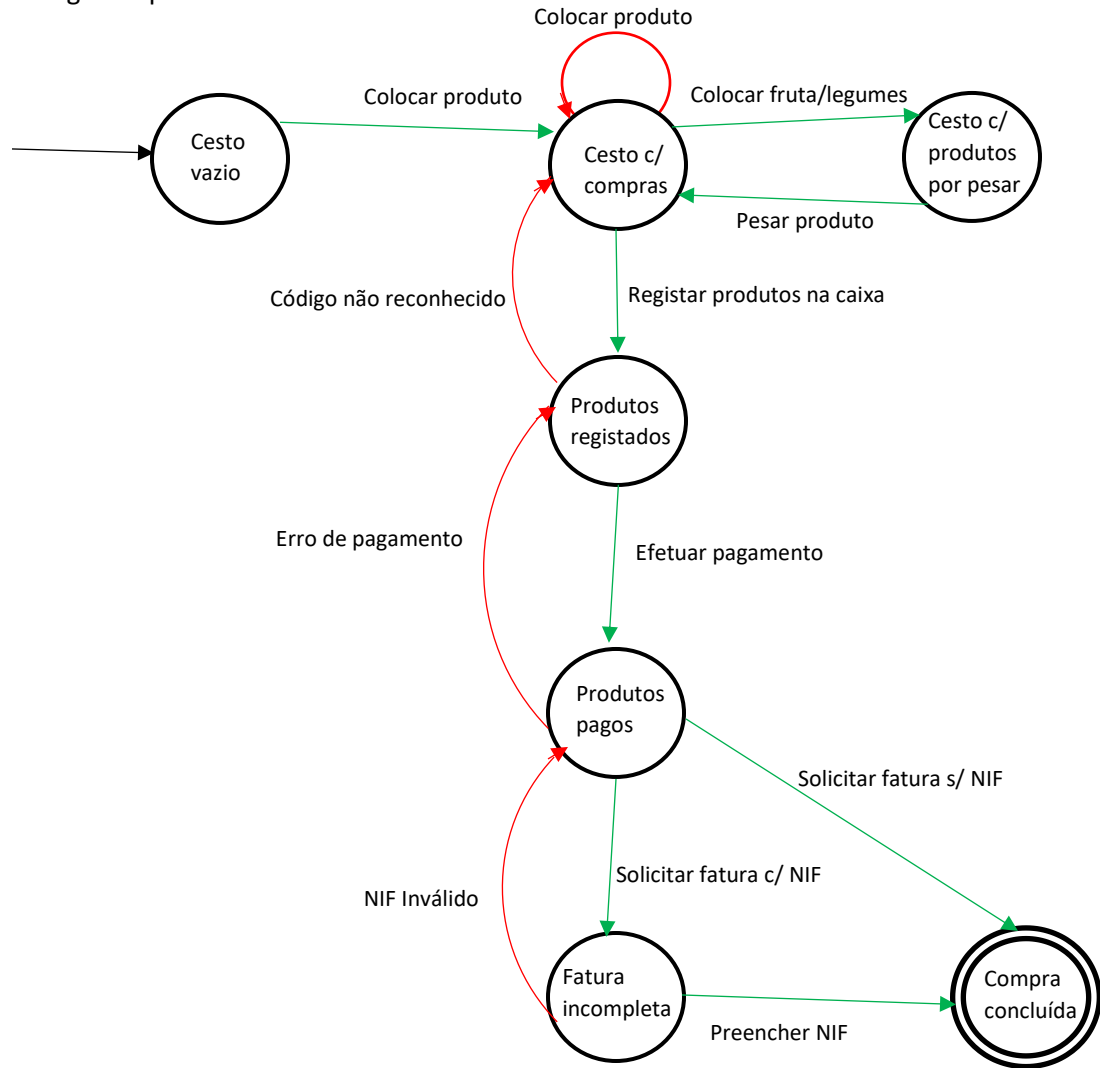 Colocar produto
Colocar produto
Colocar fruta/legumes
Cesto
vazio
Cesto c/
compras
Cesto c/
produtos
por pesar
Pesar produto
Código não reconhecido
Registar produtos na caixa
Produtos
registados
Erro de pagamento
Efetuar pagamento
Produtos
pagos
Solicitar fatura s/ NIF
Solicitar fatura c/ NIF
NIF Inválido
Fatura
incompleta
Compra
concluída
Preencher NIF